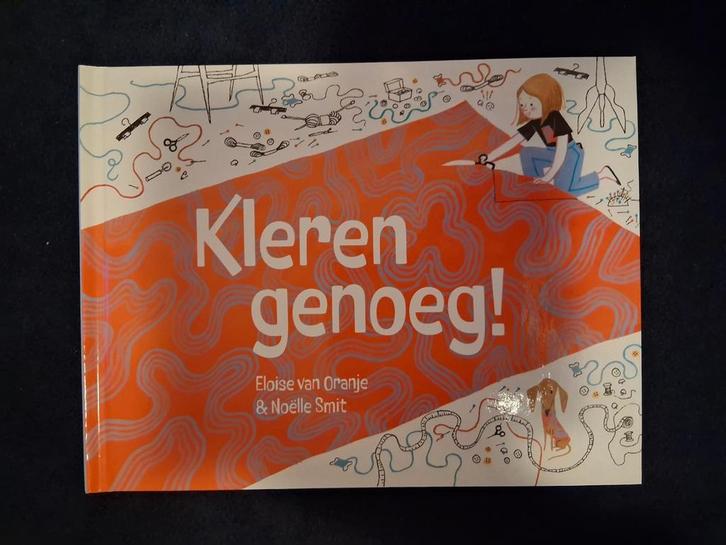 Kleren
genoeg!
Eloise van Oranje
& Noëlle Smit